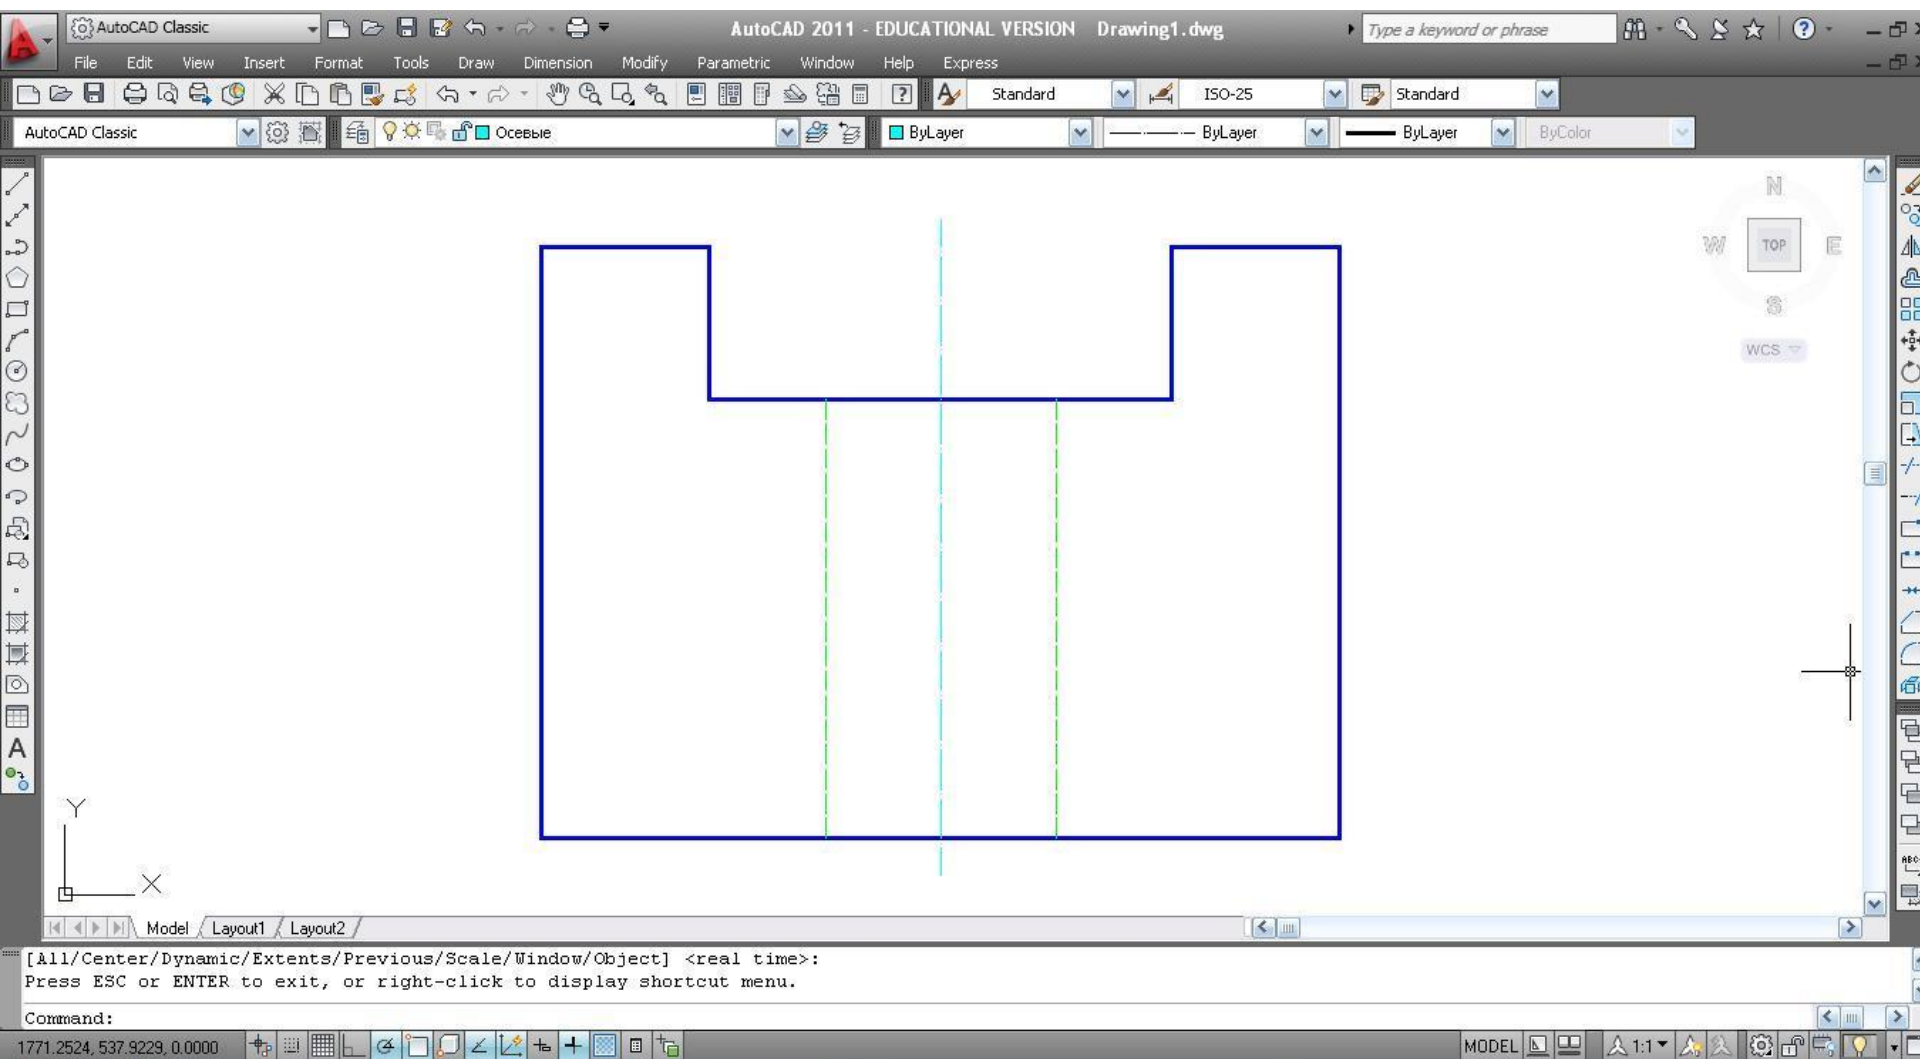 AutoCAD Classic
AutoCAD 2011 - EDUCATIONAL VERSION Drawing1.dwg
Type a keyword or phrase
File Edit View Insert Format Tools Draw Dimension Modify Parametric Window Help Express
Standard ISO-25 Standard
AutoCAD Classic Осевые ByLayer ByLayer ByLayer ByColor
N
W TOP E
S
WCS
Y
X
Model Layout1 Layout2
[All/Center/Dynamic/Extents/Previous/Scale/Window/Object] <real time>:
Press ESC or ENTER to exit, or right-click to display shortcut menu.
Command:
1771.2524, 537.9229, 0.0000 MODEL 1:1